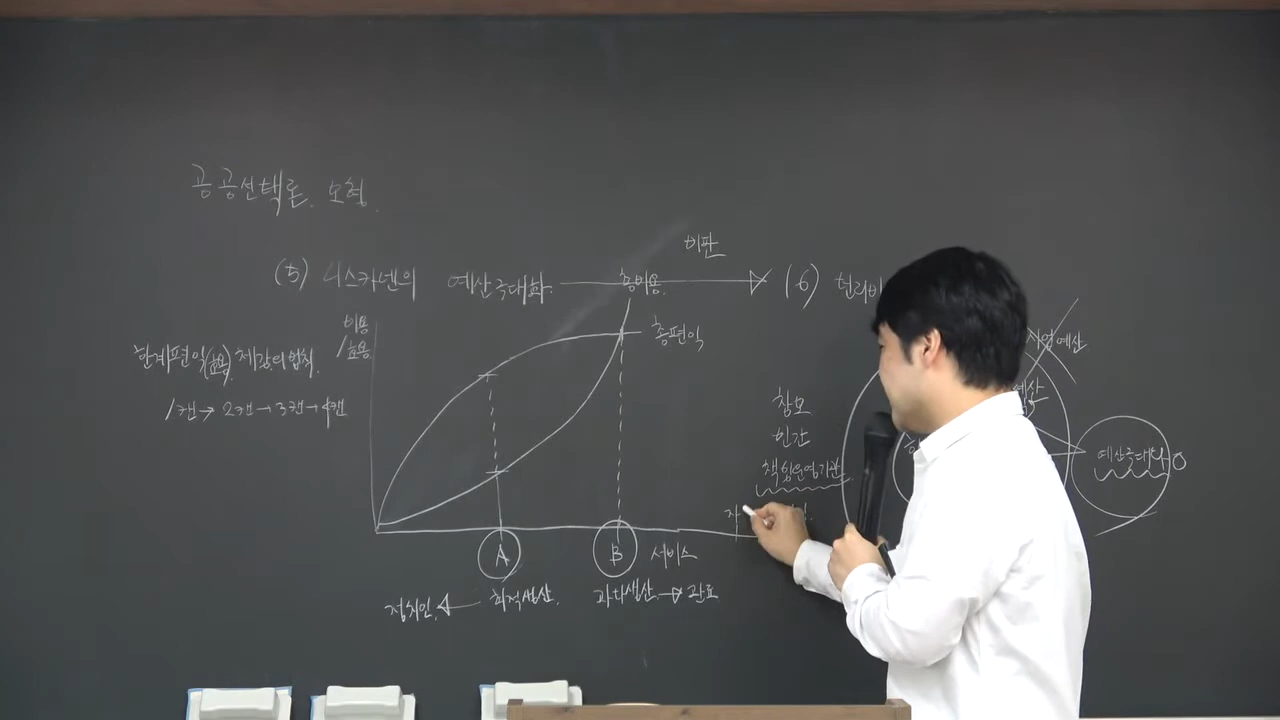 공공선택론. 모형.
비판
(5) 니스카넨의 예산극대화.
총비용.
(6) 던리비
비용
/효용
총편익
한계편익(효용) 체감의 법칙.
1캔→ 2캔→ 3캔→ 4캔
참모
인간
책임운영기관
예산극대화 O
A
B
서비스
정치인.
최적생산.
과다생산. → 관료